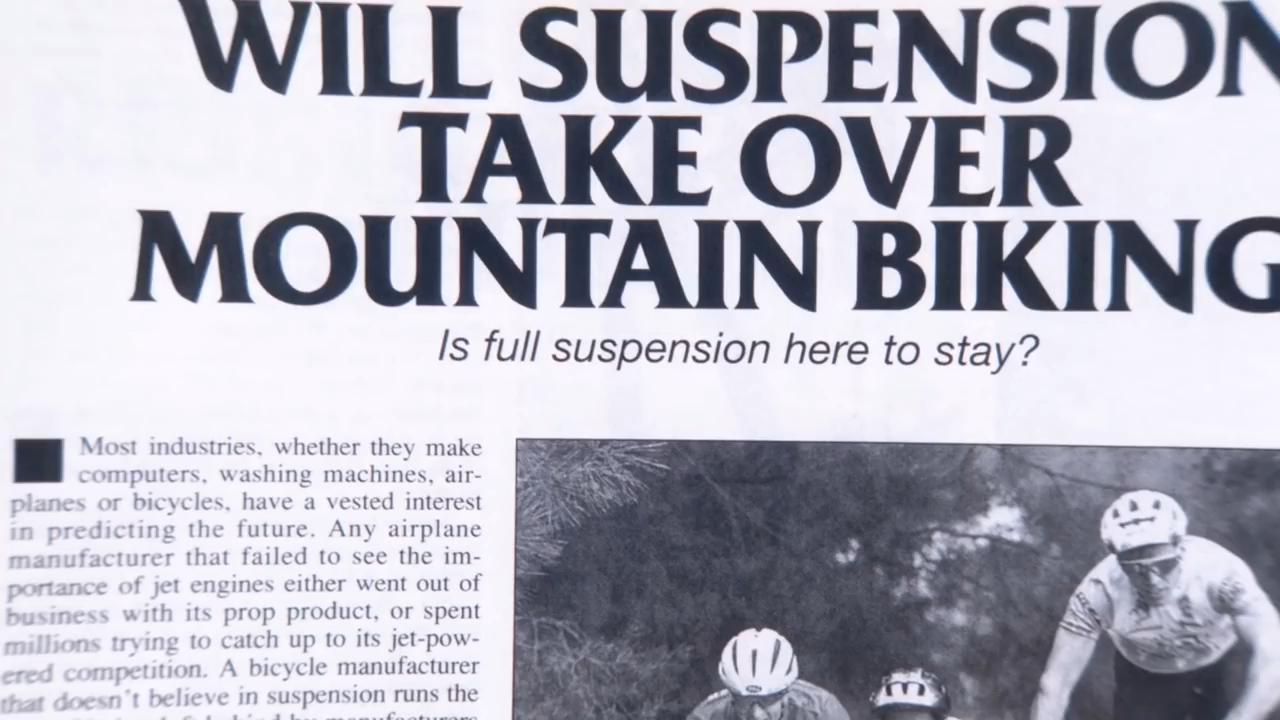 WILL SUSPENSION
TAKE OVER
MOUNTAIN BIKING
Is full suspension here to stay?
Most industries, whether they make
computers, washing machines, air-
planes or bicycles, have a vested interest
in predicting the future. Any airplane
manufacturer that failed to see the im-
portance of jet engines either went out of
business with its prop product, or spent
millions trying to catch up to its jet-pow-
ered competition. A bicycle manufacturer
that doesn't believe in suspension runs the